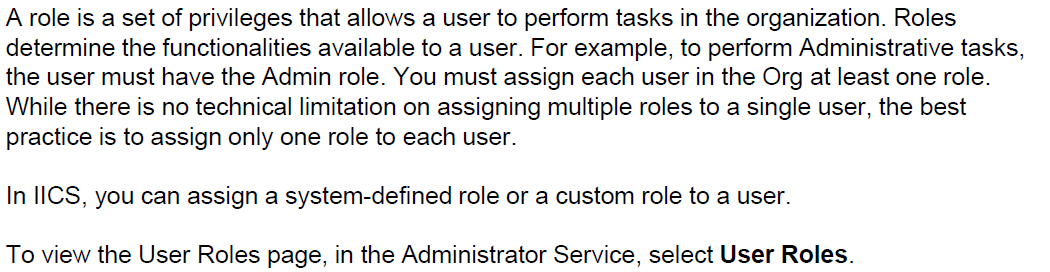 A role is a set of privileges that allows a user to perform tasks in the organization. Roles
determine the functionalities available to a user. For example, to perform Administrative tasks,
the user must have the Admin role. You must assign each user in the Org at least one role.
While there is no technical limitation on assigning multiple roles to a single user, the best
practice is to assign only one role to each user.
In IICS, you can assign a system-defined role or a custom role to a user.
To view the User Roles page, in the Administrator Service, select User Roles.